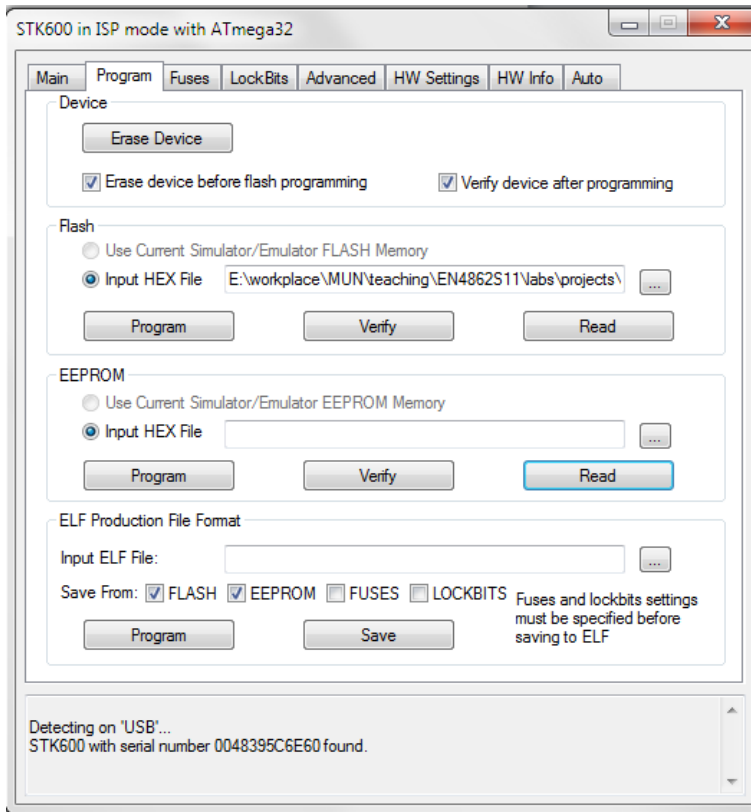 STK600 in ISP mode with ATmega32
Main Program Fuses LockBits Advanced HW Settings HW Info Auto
Device
Erase Device
Erase device before flash programming Verify device after programming
Flash
Use Current Simulator/Emulator FLASH Memory
Input HEX File E:\workplace\MUN\teaching\EN4862S11\labs\projects\ ...
Program Verify Read
EEPROM
Use Current Simulator/Emulator EEPROM Memory
Input HEX File ...
Program Verify Read
ELF Production File Format
Input ELF File: ...
Save From: FLASH EEPROM FUSES LOCKBITS
Fuses and lockbits settings
must be specified before
saving to ELF
Program Save
Detecting on 'USB'...
STK600 with serial number 0048395C6E60 found.